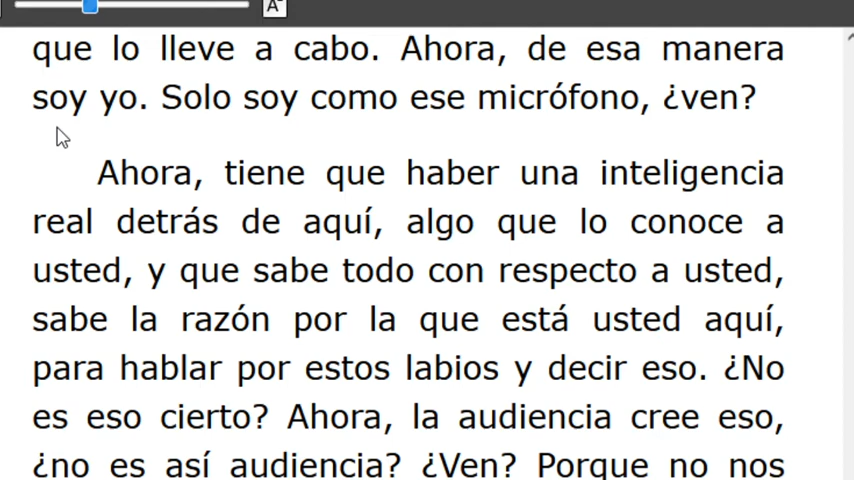 A
que lo lleve a cabo. Ahora, de esa manera
soy yo. Solo soy como ese micrófono, ¿ven?
Ahora, tiene que haber una inteligencia
real detrás de aquí, algo que lo conoce a
usted, y que sabe todo con respecto a usted,
sabe la razón por la que está usted aquí,
para hablar por estos labios y decir eso. ¿No
es eso cierto? Ahora, la audiencia cree eso,
¿no es así audiencia? ¿Ven? Porque no nos